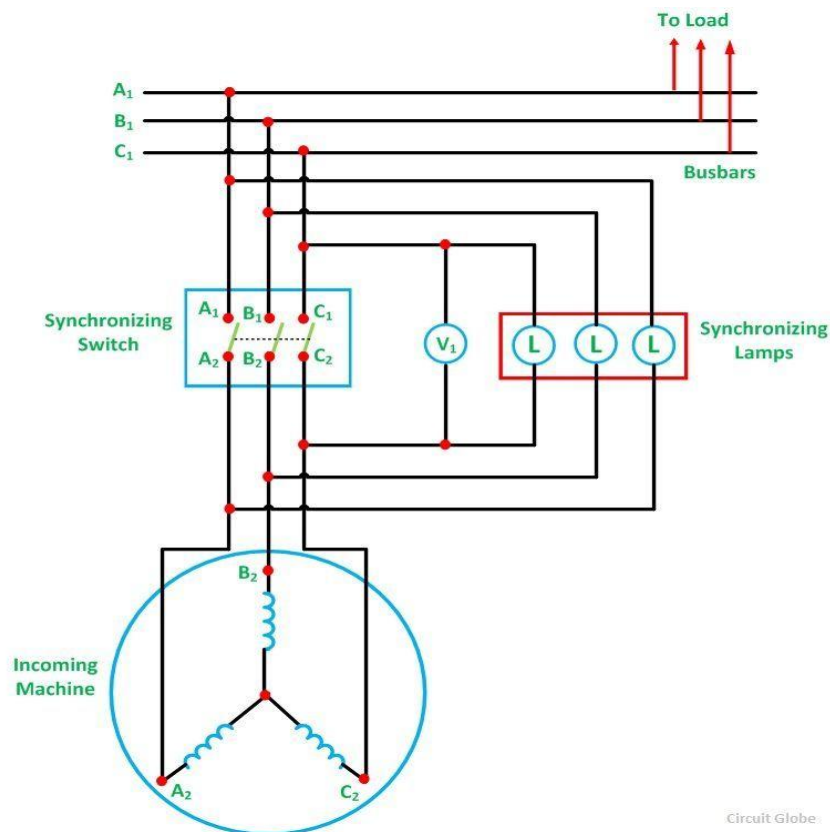 To Load
A₁
B₁
C₁
Busbars
Synchronizing
Switch
A₁ B₁ C₁
A₂ B₂ C₂
V₁
L L L
Synchronizing
Lamps
B₂
Incoming
Machine
A₂
C₂
Circuit Globe